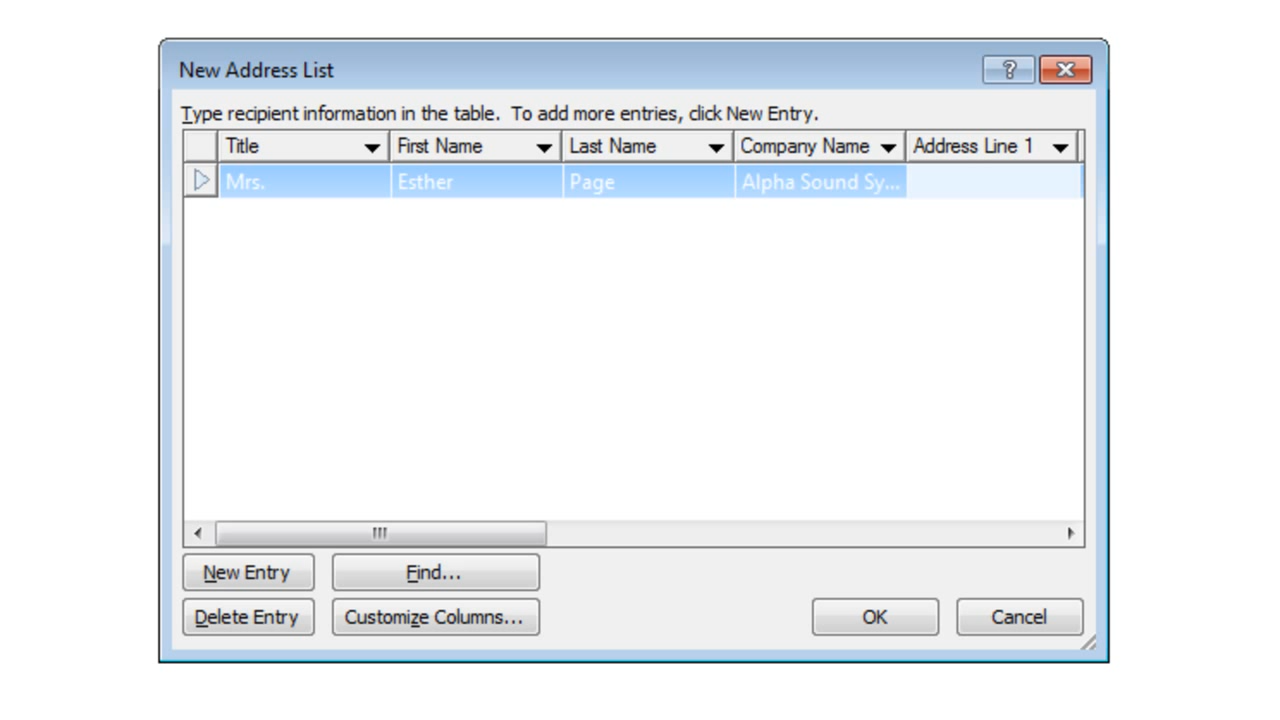 New Address List
Type recipient information in the table. To add more entries, click New Entry.
Title First Name Last Name Company Name Address Line 1
Mrs. Esther Page Alpha Sound Sy...
New Entry Find...
Delete Entry Customize Columns... OK Cancel